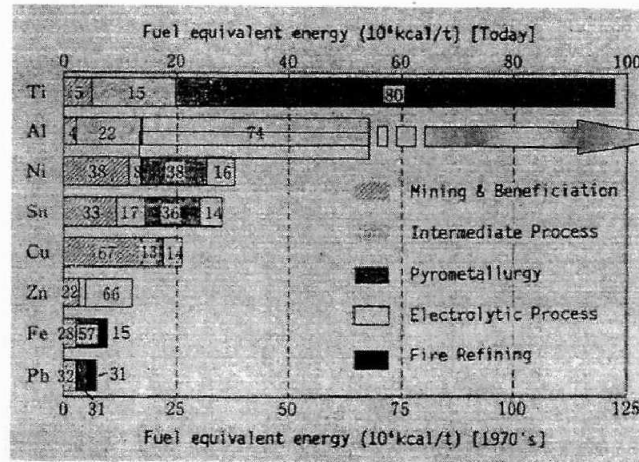 Fuel equivalent energy (10⁶kcal/t) [Today]
0 20 40 60 80 100
Ti 5 15 80
Al 4 22 74
Ni 38 8 38 16
Sn 33 17 36 14
Cu 67 13 14
Zn 22 66
Fe 28 57 15
Pb 32 31
31
Mining & Beneficiation
Intermediate Process
Pyrometallurgy
Electrolytic Process
Fire Refining
0 25 50 75 100 125
Fuel equivalent energy (10⁶kcal/t) [1970's]